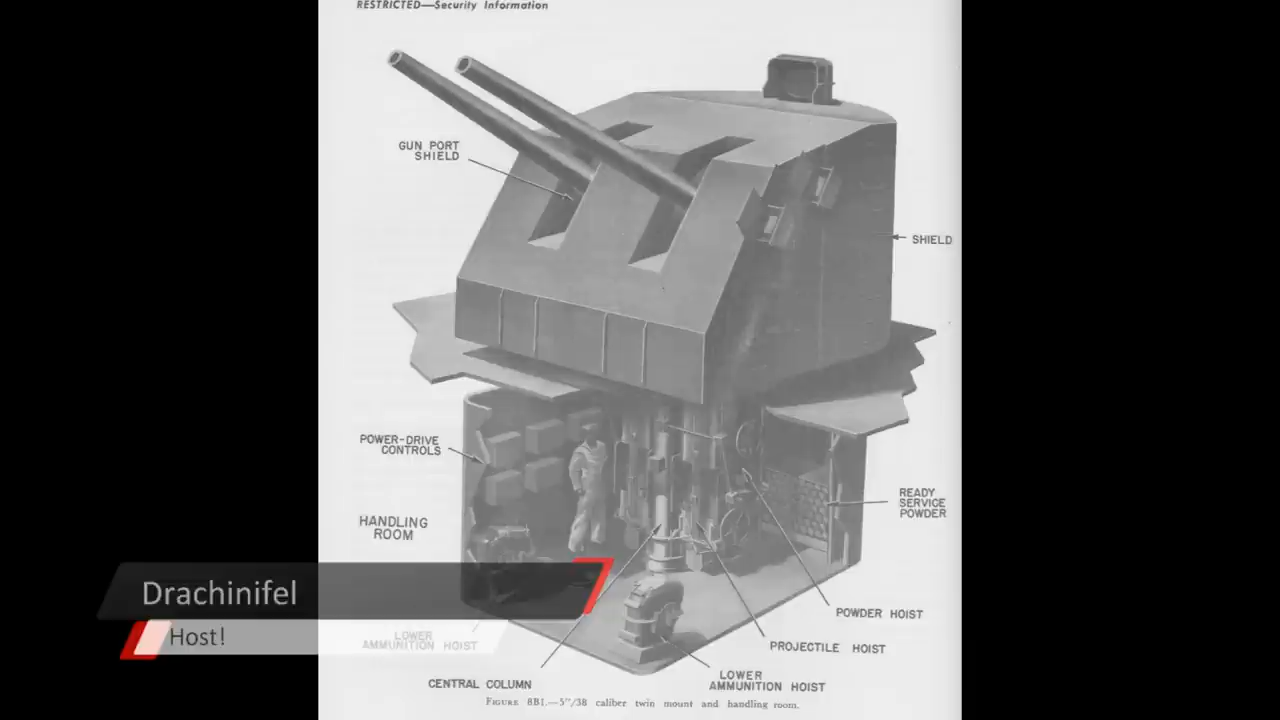 RESTRICTED—Security Information
GUN PORT
SHIELD
SHIELD
POWER-DRIVE
CONTROLS
READY
SERVICE
POWDER
HANDLING
ROOM
Drachinifel
Host!
POWDER HOIST
LOWER
AMMUNITION HOIST
PROJECTILE HOIST
LOWER
AMMUNITION HOIST
CENTRAL COLUMN
FIGURE 8B1.—5"/38 caliber twin mount and handling room.